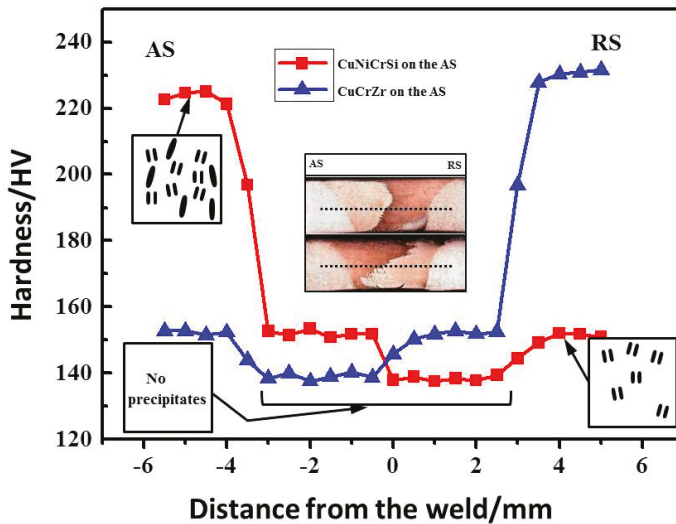 AS
RS
CuNiCrSi on the AS
CuCrZr on the AS
AS RS
No
precipitates
Hardness/HV
240
220
200
180
160
140
120
-6 -4 -2 0 2 4 6
Distance from the weld/mm